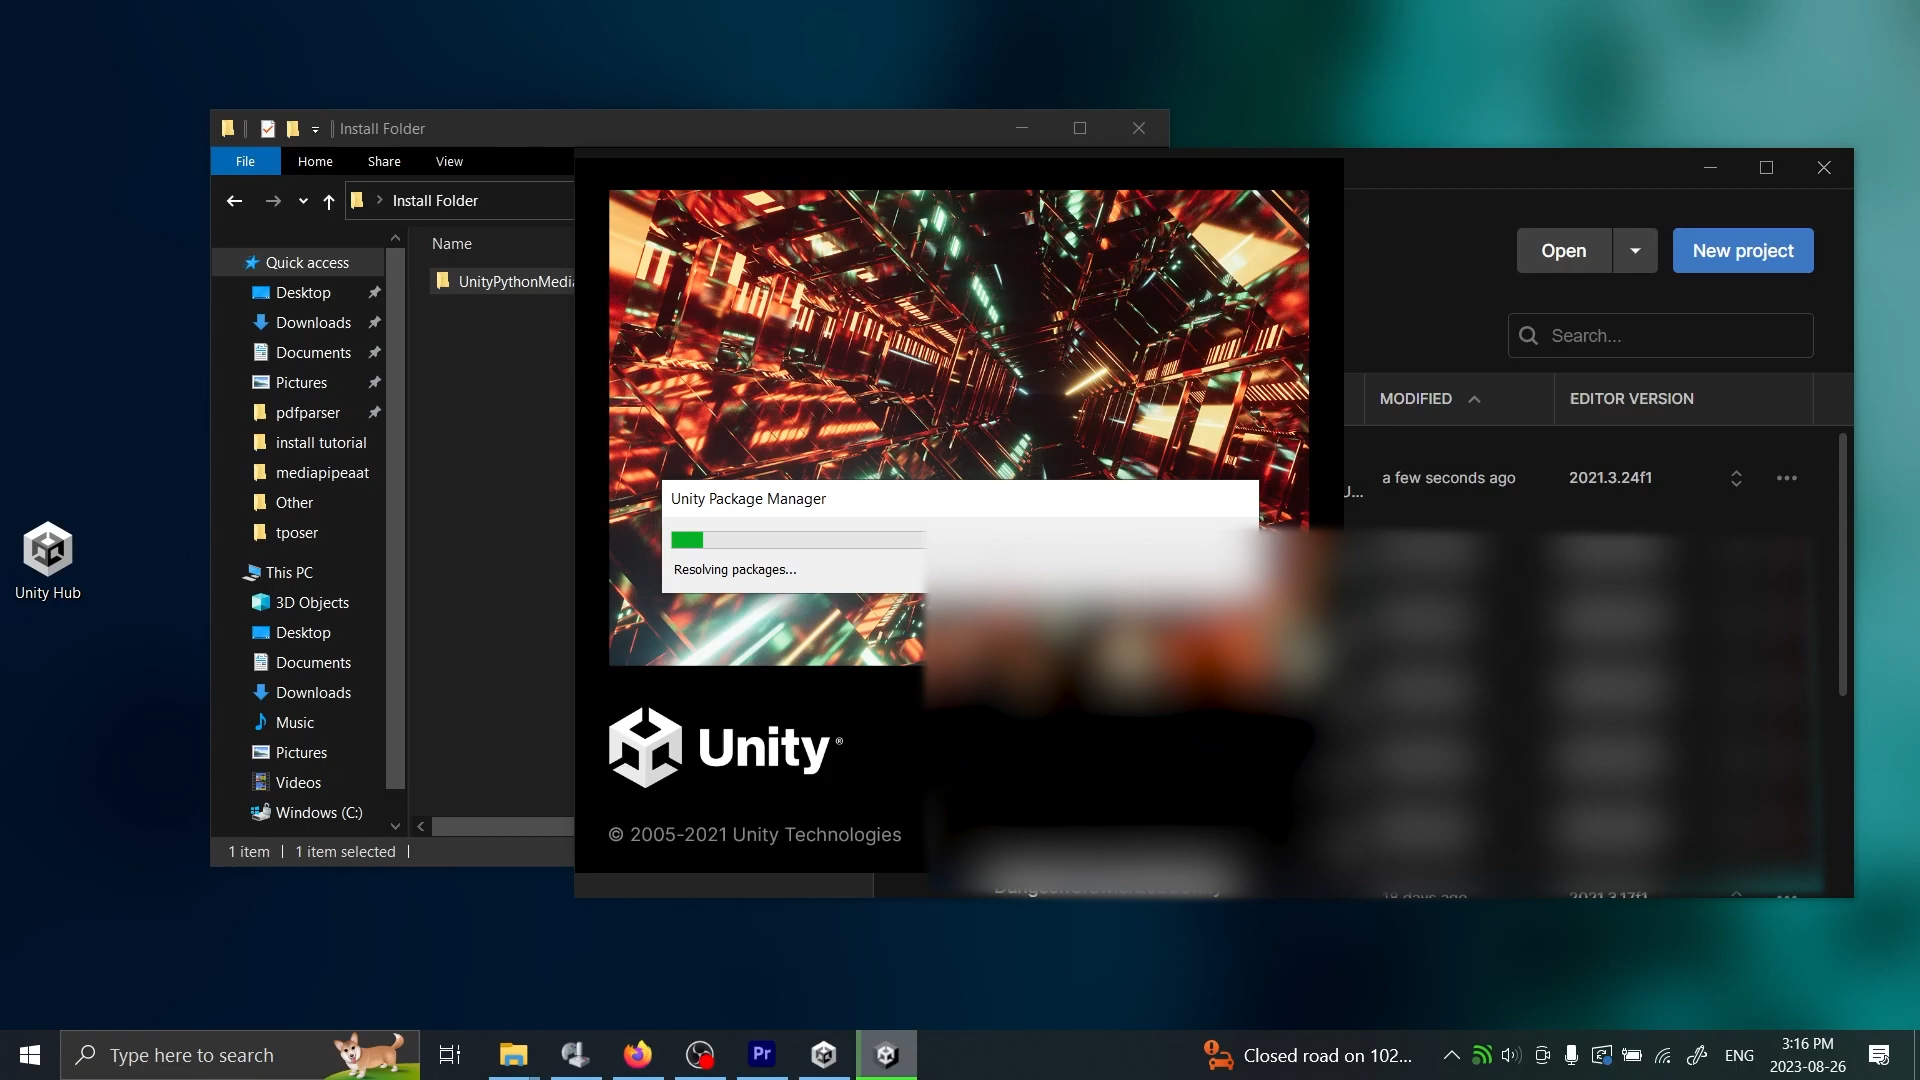 Install Folder
File Home Share View
Install Folder
Name
Quick access
Desktop
Downloads
Documents
Pictures
pdfparser
install tutorial
mediapipeaat
Other
tposer
This PC
3D Objects
Desktop
Documents
Downloads
Music
Pictures
Videos
Windows (C:)
1 item 1 item selected
Unity Hub
Open New project
Search...
MODIFIED EDITOR VERSION
a few seconds ago 2021.3.24f1
Unity Package Manager
Resolving packages...
Unity®
© 2005-2021 Unity Technologies
Type here to search
Pr
Closed road on 102...
ENG
3:16 PM
2023-08-26